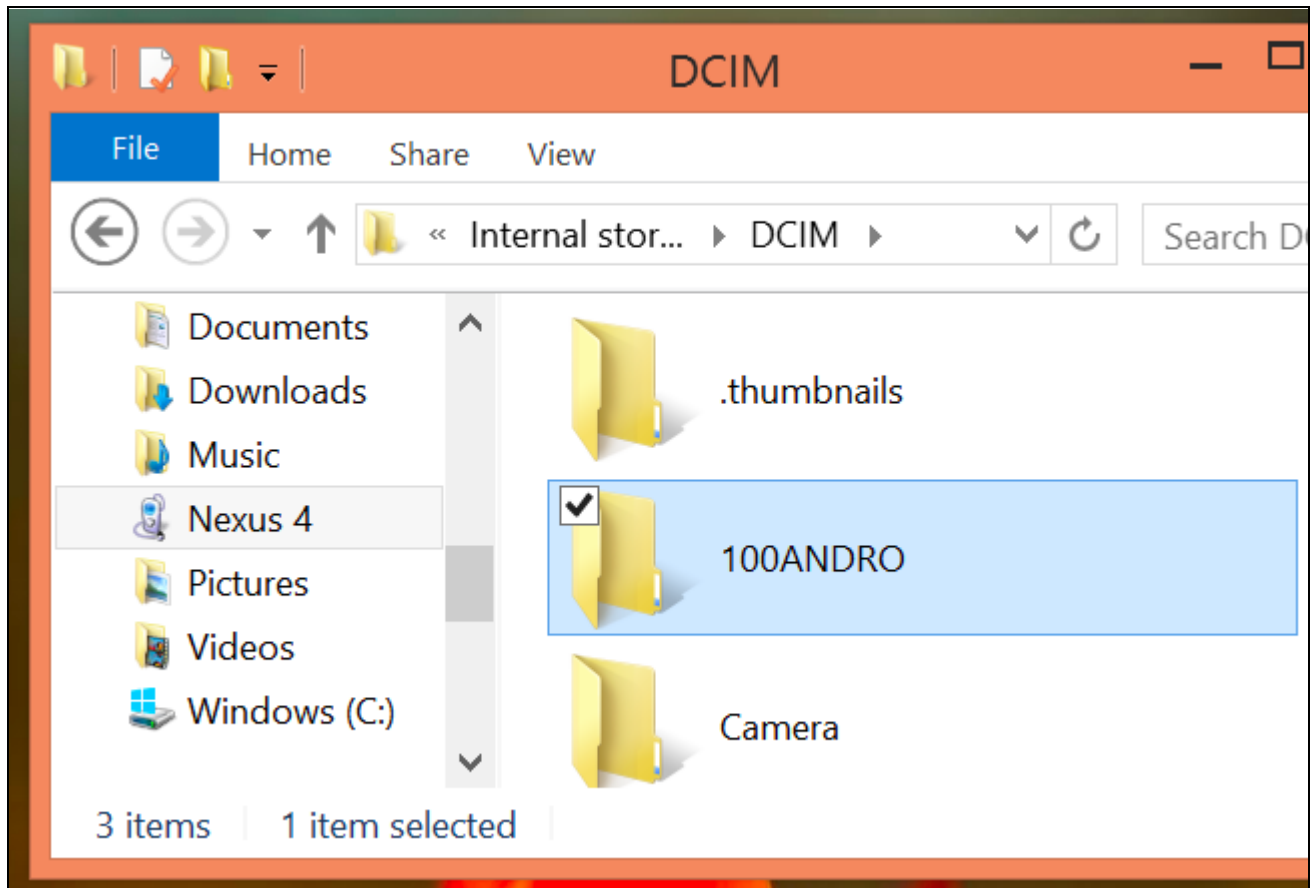 DCIM
File Home Share View
« Internal stor... DCIM Search D
Documents
Downloads
Music
Nexus 4
Pictures
Videos
Windows (C:)
.thumbnails
100ANDRO
Camera
3 items 1 item selected